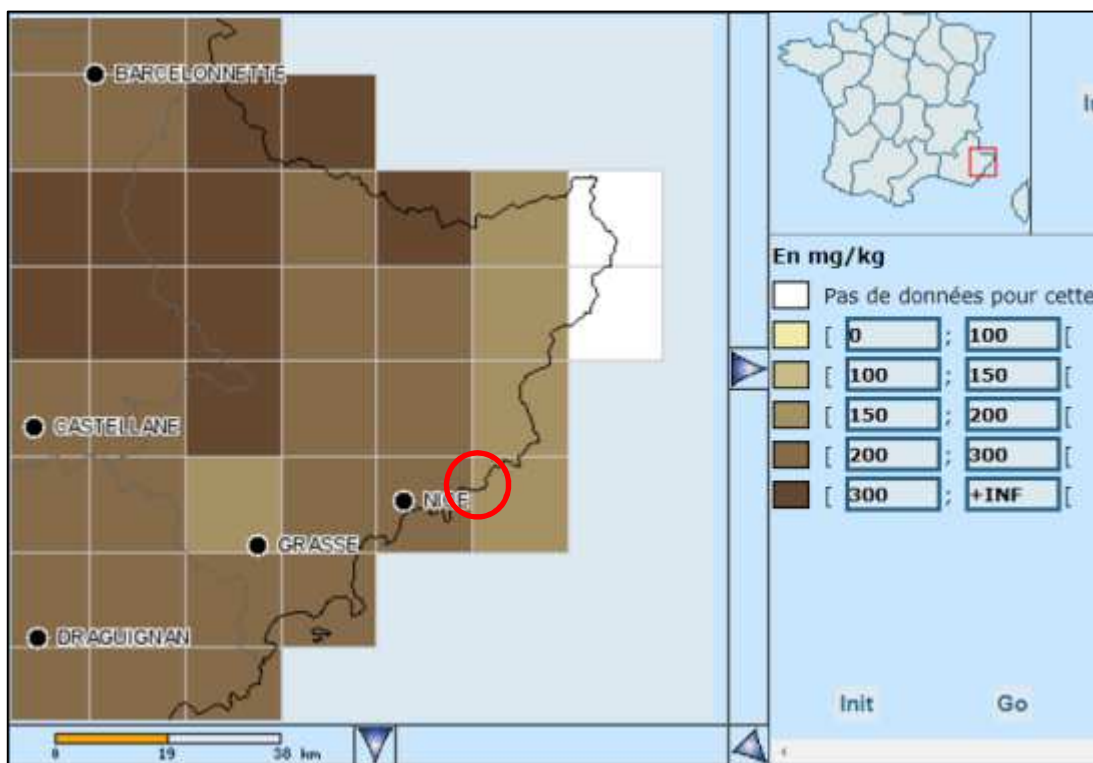 BARCELONNETTE
CASTELLANE
NICE
GRASSE
DRAGUIGNAN
0 19 38 km
En mg/kg
Pas de données pour cette
[ 0 ; 100 [
[ 100 ; 150 [
[ 150 ; 200 [
[ 200 ; 300 [
[ 300 ; +INF [
Init Go